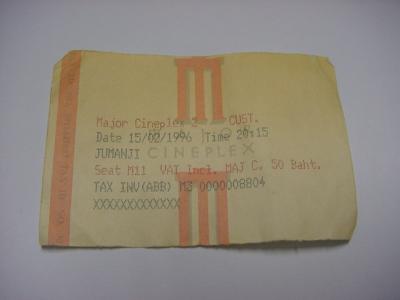 Major Cineplex 2 CUST.
Date 15/02/1996 Time 20:15
JUMANJI
CINEPLEX
Seat M11 VAT Incl. MAJ C. 50 Baht.
TAX INV(ABB) M3 0000008804
XXXXXXXXXXXXX